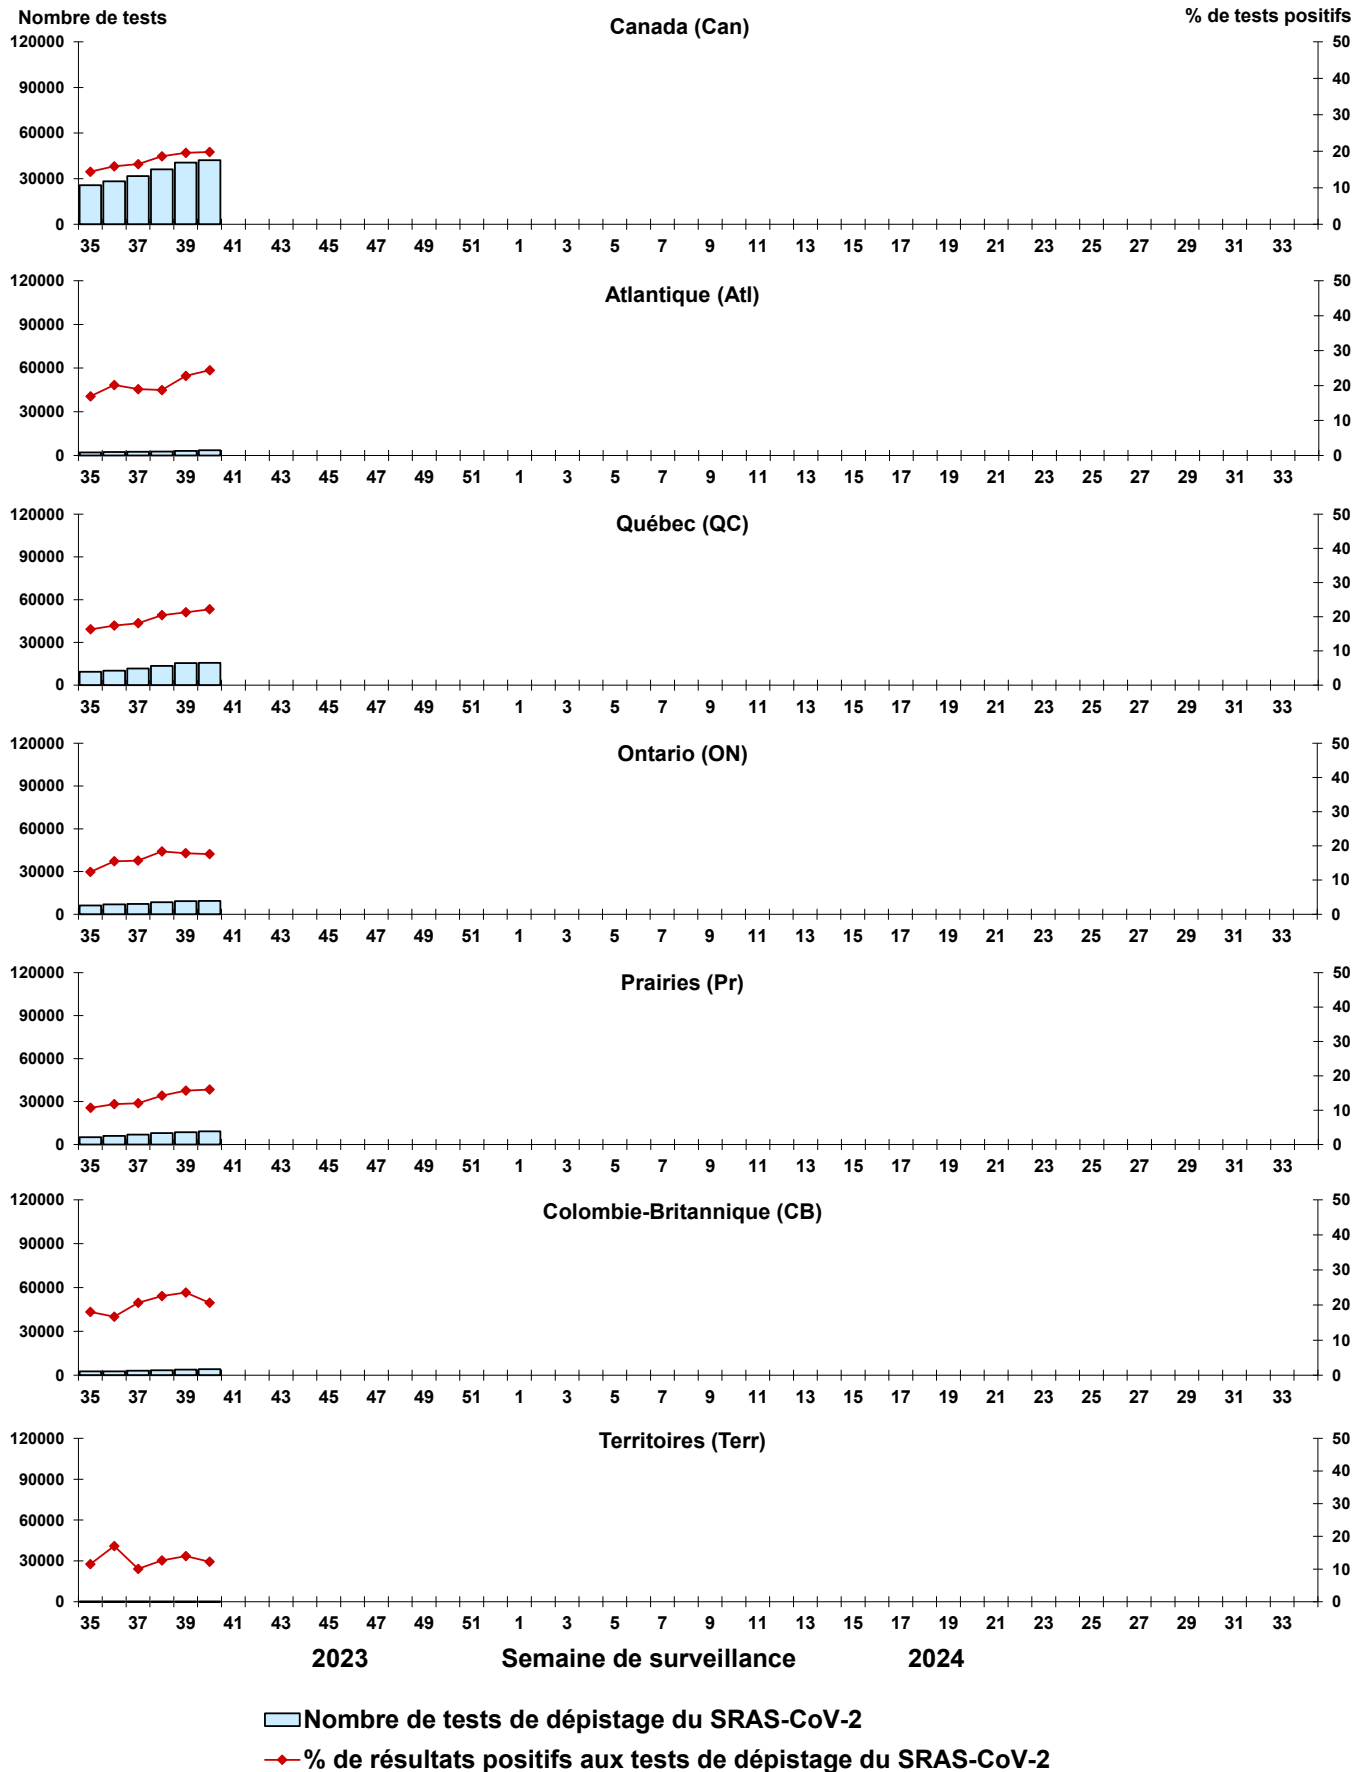 Nombre de tests
Canada (Can)
% de tests positifs
120000 50
90000 40
60000 30
30000 20
0 10
0
35 37 39 41 43 45 47 49 51 1 3 5 7 9 11 13 15 17 19 21 23 25 27 29 31 33
Atlantique (Atl)
120000 50
90000 40
60000 30
30000 20
0 10
0
35 37 39 41 43 45 47 49 51 1 3 5 7 9 11 13 15 17 19 21 23 25 27 29 31 33
Québec (QC)
120000 50
90000 40
60000 30
30000 20
0 10
0
35 37 39 41 43 45 47 49 51 1 3 5 7 9 11 13 15 17 19 21 23 25 27 29 31 33
Ontario (ON)
120000 50
90000 40
60000 30
30000 20
0 10
0
35 37 39 41 43 45 47 49 51 1 3 5 7 9 11 13 15 17 19 21 23 25 27 29 31 33
Prairies (Pr)
120000 50
90000 40
60000 30
30000 20
0 10
0
35 37 39 41 43 45 47 49 51 1 3 5 7 9 11 13 15 17 19 21 23 25 27 29 31 33
Colombie-Britannique (CB)
120000 50
90000 40
60000 30
30000 20
0 10
0
35 37 39 41 43 45 47 49 51 1 3 5 7 9 11 13 15 17 19 21 23 25 27 29 31 33
Territoires (Terr)
120000 50
90000 40
60000 30
30000 20
0 10
0
35 37 39 41 43 45 47 49 51 1 3 5 7 9 11 13 15 17 19 21 23 25 27 29 31 33
2023 Semaine de surveillance 2024
Nombre de tests de dépistage du SRAS-CoV-2
% de résultats positifs aux tests de dépistage du SRAS-CoV-2